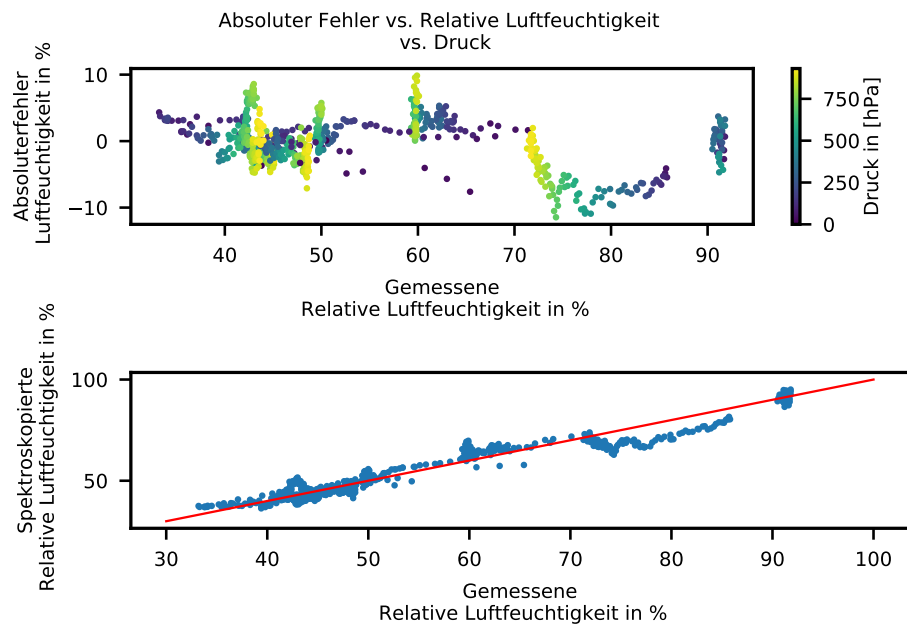 Absoluter Fehler vs. Relative Luftfeuchtigkeit
vs. Druck
Absoluterfehler
Luftfeuchtigkeit in %
10
0
−10
40
50
60
70
80
90
Gemessene
Relative Luftfeuchtigkeit in %
750
500
250
0
Druck in [hPa]
Spektroskopierte
Relative Luftfeuchtigkeit in %
100
50
30
40
50
60
70
80
90
100
Gemessene
Relative Luftfeuchtigkeit in %